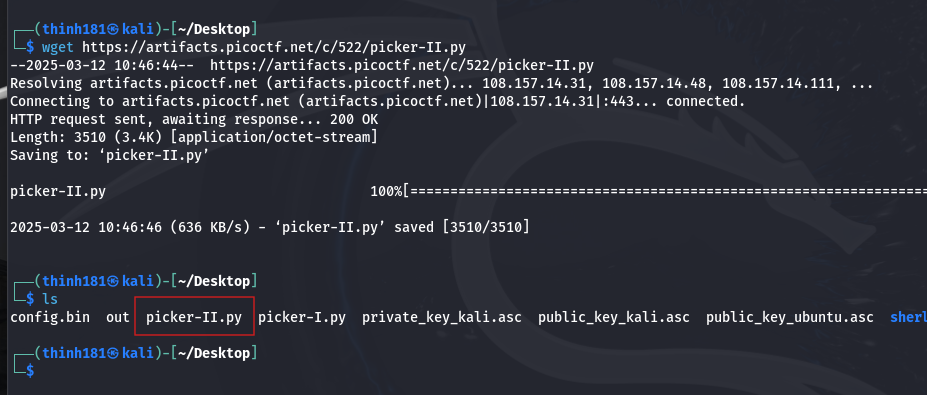 ┌──(thinh181㉿kali)-[~/Desktop]
└─$ wget https://artifacts.picoctf.net/c/522/picker-II.py
--2025-03-12 10:46:44--  https://artifacts.picoctf.net/c/522/picker-II.py
Resolving artifacts.picoctf.net (artifacts.picoctf.net)... 108.157.14.31, 108.157.14.48, 108.157.14.111, ...
Connecting to artifacts.picoctf.net (artifacts.picoctf.net)|108.157.14.31|:443... connected.
HTTP request sent, awaiting response... 200 OK
Length: 3510 (3.4K) [application/octet-stream]
Saving to: ‘picker-II.py’
picker-II.py 100%[=================================================================
2025-03-12 10:46:46 (636 KB/s) - ‘picker-II.py’ saved [3510/3510]
┌──(thinh181㉿kali)-[~/Desktop]
└─$ ls
config.bin  out  picker-II.py  picker-I.py  private_key_kali.asc  public_key_kali.asc  public_key_ubuntu.asc
┌──(thinh181㉿kali)-[~/Desktop]
└─$